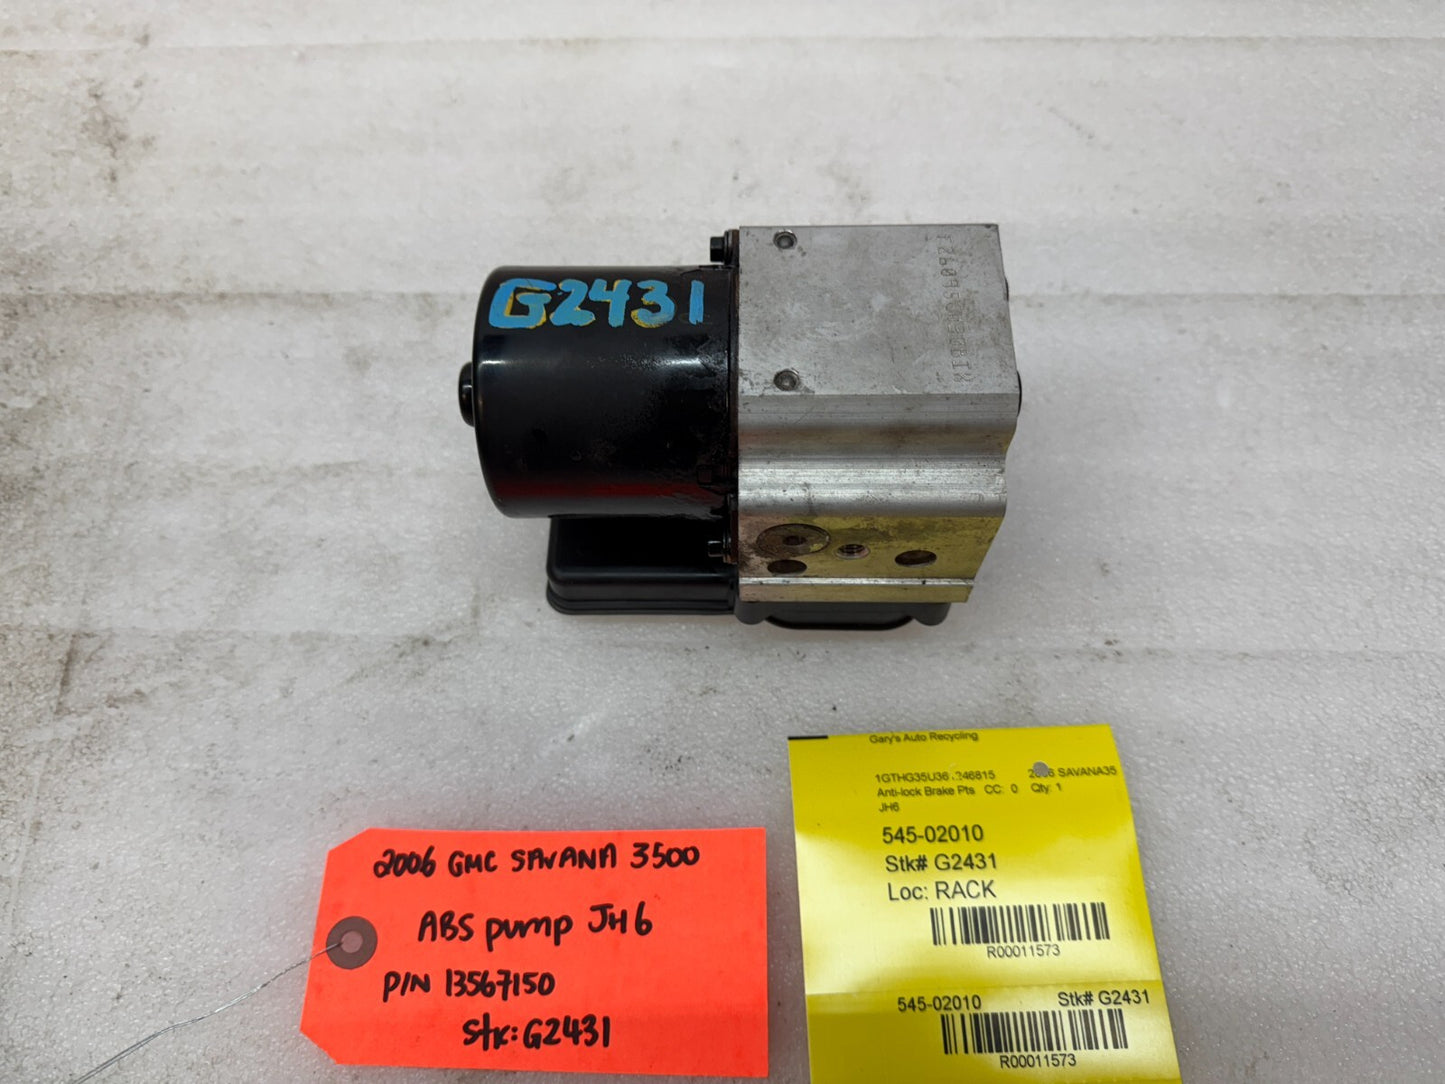 G2431
2006 GMC SAVANA 3500
ABS pump JH6
P/N 13567150
Stk: G2431
Gary's Auto Recycling
SAVANA35
Anti-lock Brake Pts CC: 0 Qty: 1
JH6
545-02010
Stk# G2431
Loc: RACK
R00011573
545-02010 Stk# G2431
R00011573